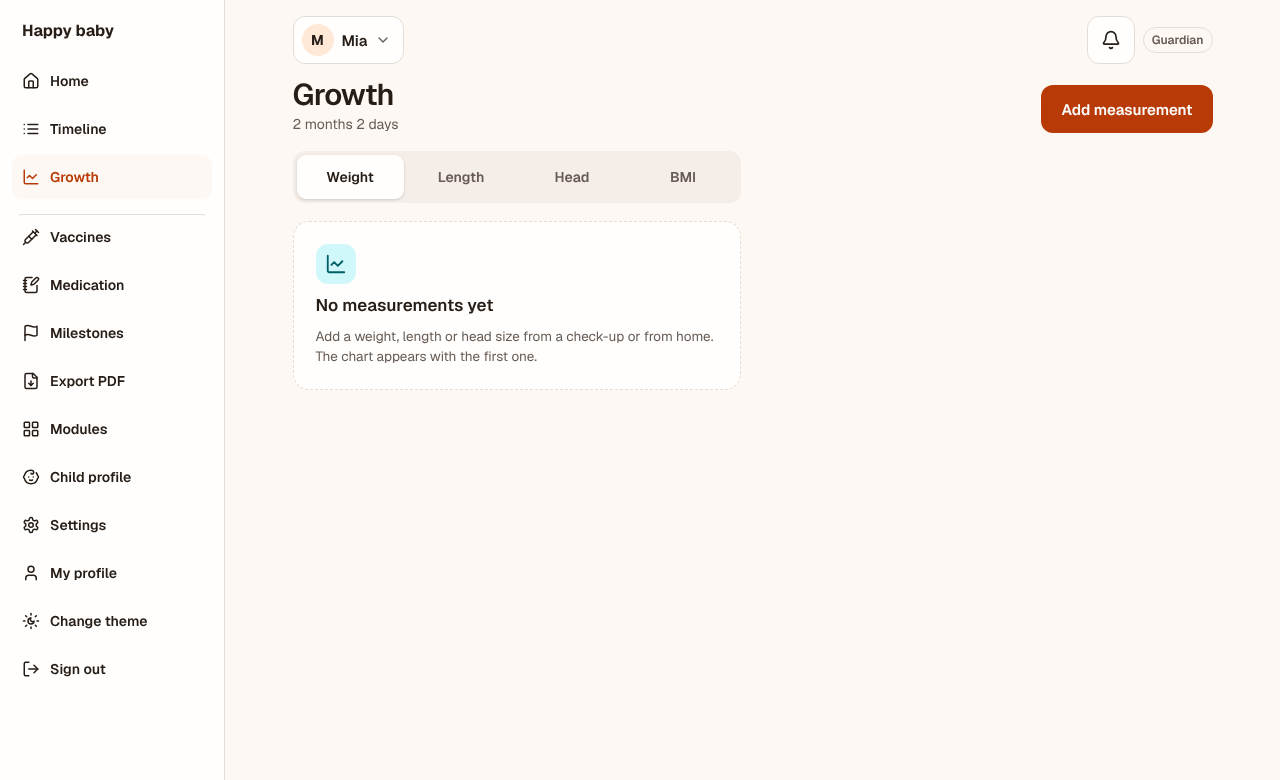 Happy baby
Home
Timeline
Growth
Vaccines
Medication
Milestones
Export PDF
Modules
Child profile
Settings
My profile
Change theme
Sign out
M Mia
Guardian
Growth
2 months 2 days
Add measurement
Weight Length Head BMI
No measurements yet
Add a weight, length or head size from a check-up or from home.
The chart appears with the first one.